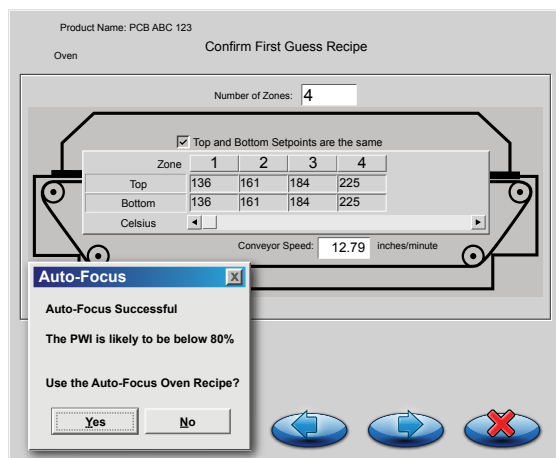 Product Name: PCB ABC 123
Confirm First Guess Recipe
Oven
Number of Zones: 4
Top and Bottom Setpoints are the same
Zone 1 2 3 4
Top 136 161 184 225
Bottom 136 161 184 225
Celsius
Conveyor Speed: 12.79 inches/minute
Auto-Focus X
Auto-Focus Successful
The PWI is likely to be below 80%
Use the Auto-Focus Oven Recipe?
Yes No